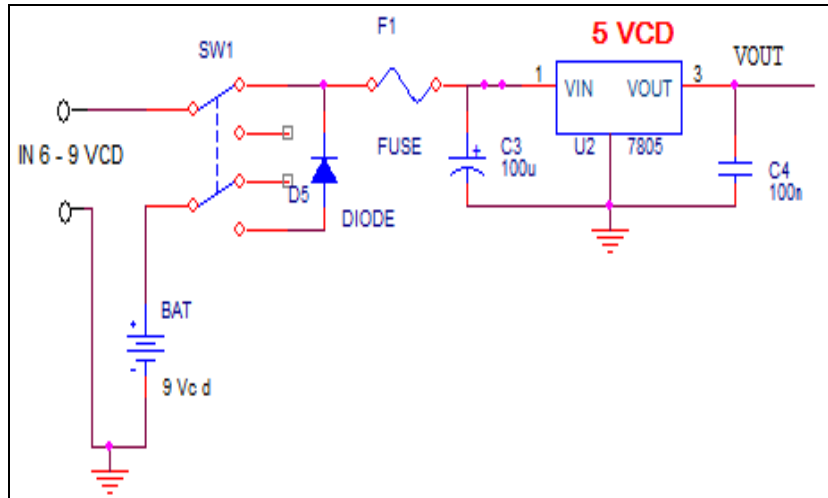 F1
5 VCD
SW1
1
3
VOUT
VIN
VOUT
IN 6 - 9 VCD
FUSE
C3
100u
U2
7805
C4
100n
D5
DIODE
BAT
+
-
9 Vc d
+